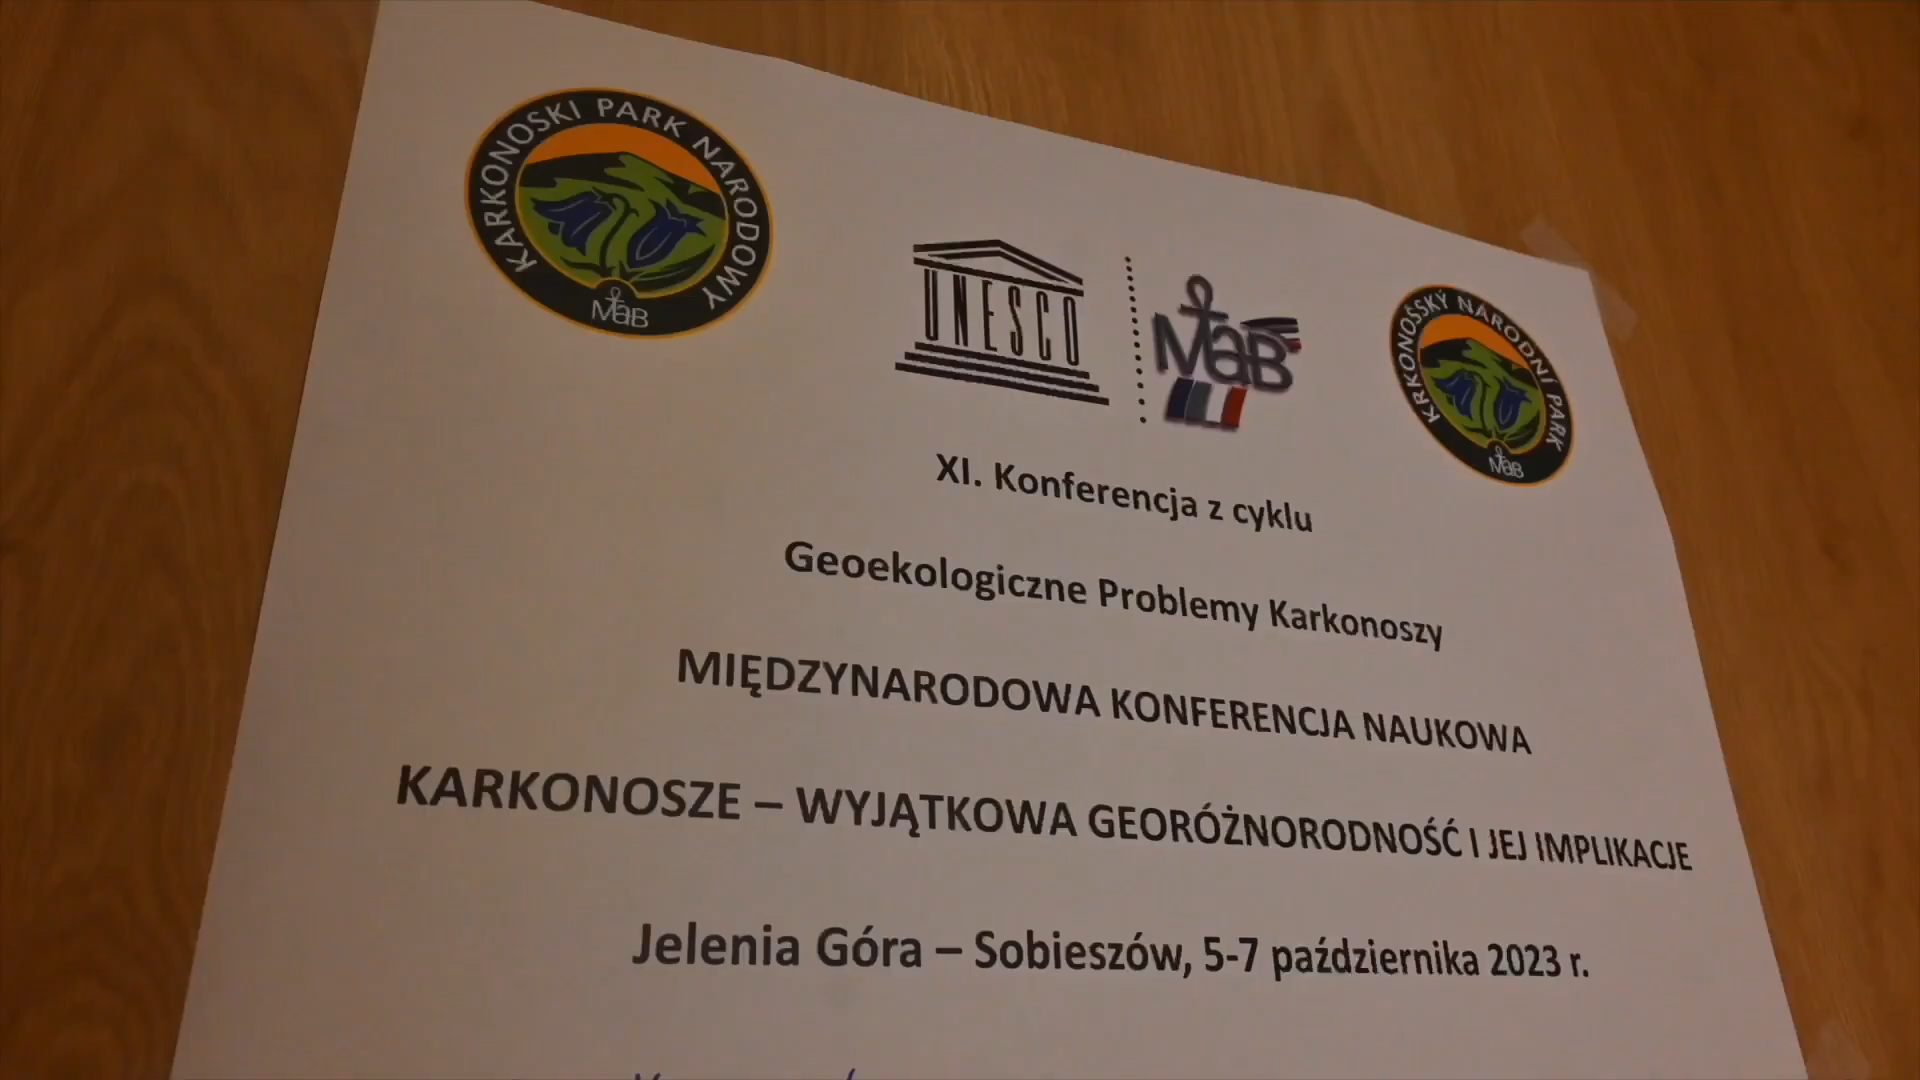 KARKONOSKI PARK NARODOWY
MaB
UNESCO
MaB
KRKONOŠSKÝ NÁRODNÍ PARK
MaB
XI. Konferencja z cyklu
Geoekologiczne Problemy Karkonoszy
MIĘDZYNARODOWA KONFERENCJA NAUKOWA
KARKONOSZE – WYJĄTKOWA GEORÓŻNORODNOŚĆ I JEJ IMPLIKACJE
Jelenia Góra – Sobieszów, 5-7 października 2023 r.